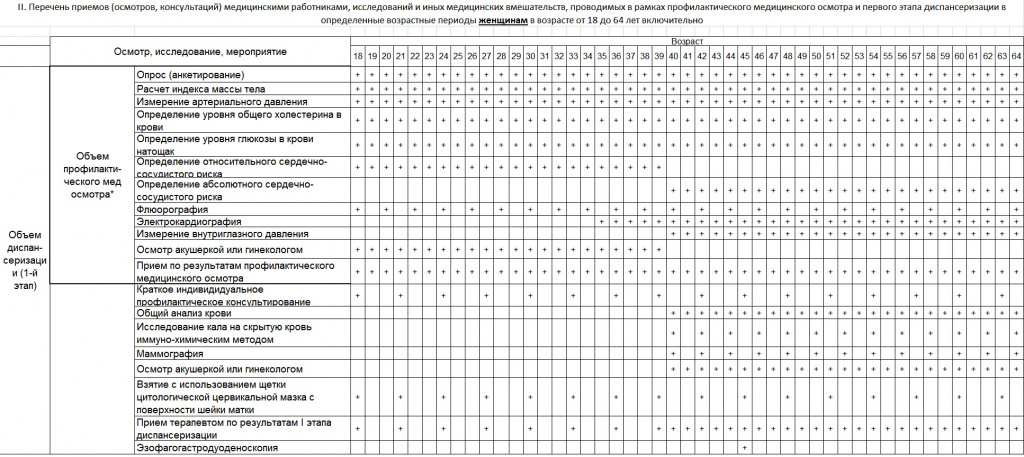 II. Перечень приемов (осмотров, консультаций) медицинскими работниками, исследований и иных медицинских вмешательств, проводимых в рамках профилактического медицинского осмотра и первого этапа диспансеризации в
определенные возрастные периоды женщинам в возрасте от 18 до 64 лет включительно
Осмотр, исследование, мероприятие
Возраст
18 19 20 21 22 23 24 25 26 27 28 29 30 31 32 33 34 35 36 37 38 39 40 41 42 43 44 45 46 47 48 49 50 51 52 53 54 55 56 57 58 59 60 61 62 63 64
Объем
диспан-
серизаци
и (1-й
этап)
Объем
профилакти-
ческого мед
осмотра*
Опрос (анкетирование) + + + + + + + + + + + + + + + + + + + + + + + + + + + + + + + + + + + + + + + + + + + + + + +
Расчет индекса массы тела + + + + + + + + + + + + + + + + + + + + + + + + + + + + + + + + + + + + + + + + + + + + + + +
Измерение артериального давления + + + + + + + + + + + + + + + + + + + + + + + + + + + + + + + + + + + + + + + + + + + + + + +
Определение уровня общего холестерина в
крови + + + + + + + + + + + + + + + + + + + + + + + + + + + + + + + + + + + + + + + + + + + + + + +
Определение уровня глюкозы в крови
натощак + + + + + + + + + + + + + + + + + + + + + + + + + + + + + + + + + + + + + + + + + + + + + + +
Определение относительного сердечно-
сосудистого риска + + + + + + + + + + + + + + + + + + + + + +
Определение абсолютного сердечно-
сосудистого риска + + + + + + + + + + + + + + + + + + + + + + + + +
Флюорография + + + + + + + + + + + + + + + + + + + + + + + +
Электрокардиография + + + + + + + + + + + + + + + + + + + + + + + + + + + + + +
Измерение внутриглазного давления + + + + + + + + + + + + + + + + + + + + + + + + +
Осмотр акушеркой или гинекологом + + + + + + + + + + + + + + + + + + + + + +
Прием по результатам профилактического
медицинского осмотра + + + + + + + + + + + + + + + + + + + + + + + + + + + + + + + + + + + + + + + + + + + + + + +
Краткое индивидидуальное
профилактическое консультирование + + + + + + + + + + + + + + + +
Общий анализ крови + + + + + + + + + + + + + + + + + + + + + + + + +
Исследование кала на скрытую кровь
иммуно-химическим методом + + + + + + + + + + + + +
Маммография + + + + + + + + + + + + +
Осмотр акушеркой или гинекологом + + + + + + + + + + + + + + + + + + + + + + + + +
Взятие с использованием щетки
цитологической цервикальной мазка с
поверхности шейки матки + + + + + + + + + + + + + + + +
Прием терапевтом по результатам I этапа
диспансеризации + + + + + + + + + + + + + + + + + + + + + + + + + + + + + + + + +
Эзофагогастродуоденоскопия +